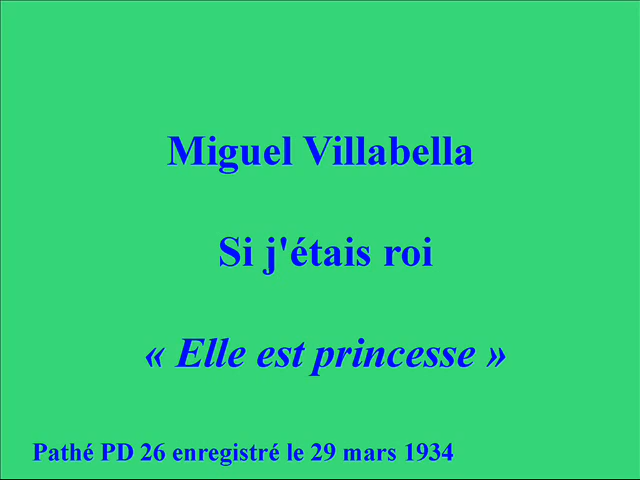 Miguel Villabella
Si j'étais roi
« Elle est princesse »
Pathé PD 26 enregistré le 29 mars 1934